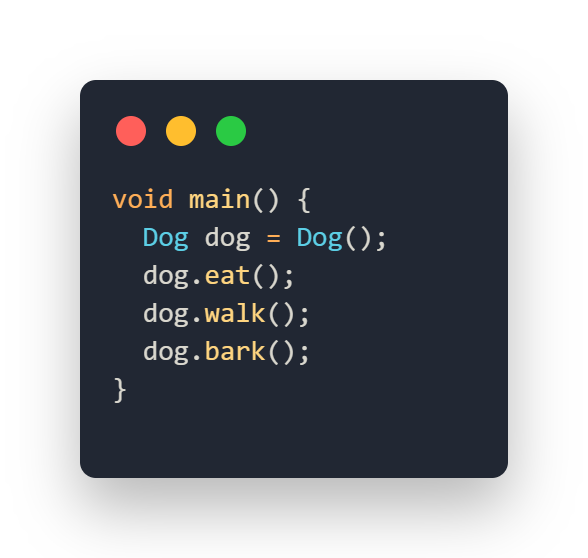 void main() {
  Dog dog = Dog();
  dog.eat();
  dog.walk();
  dog.bark();
}